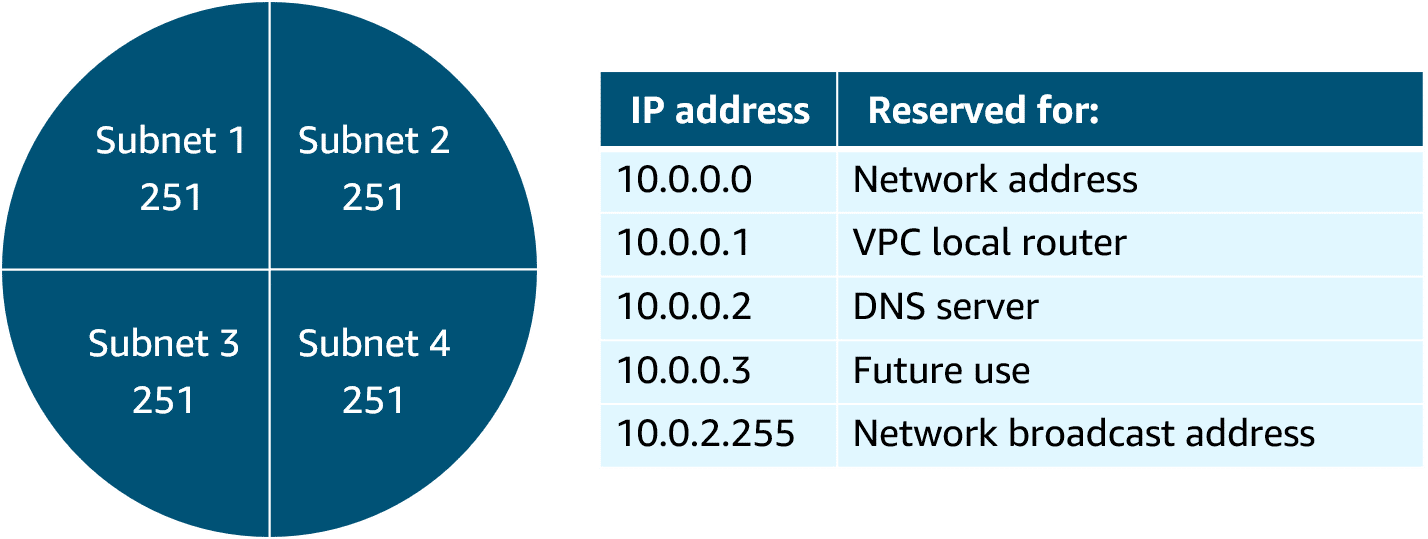 Subnet 1
251
Subnet 2
251
Subnet 3
251
Subnet 4
251
IP address Reserved for:
10.0.0.0 Network address
10.0.0.1 VPC local router
10.0.0.2 DNS server
10.0.0.3 Future use
10.0.2.255 Network broadcast address